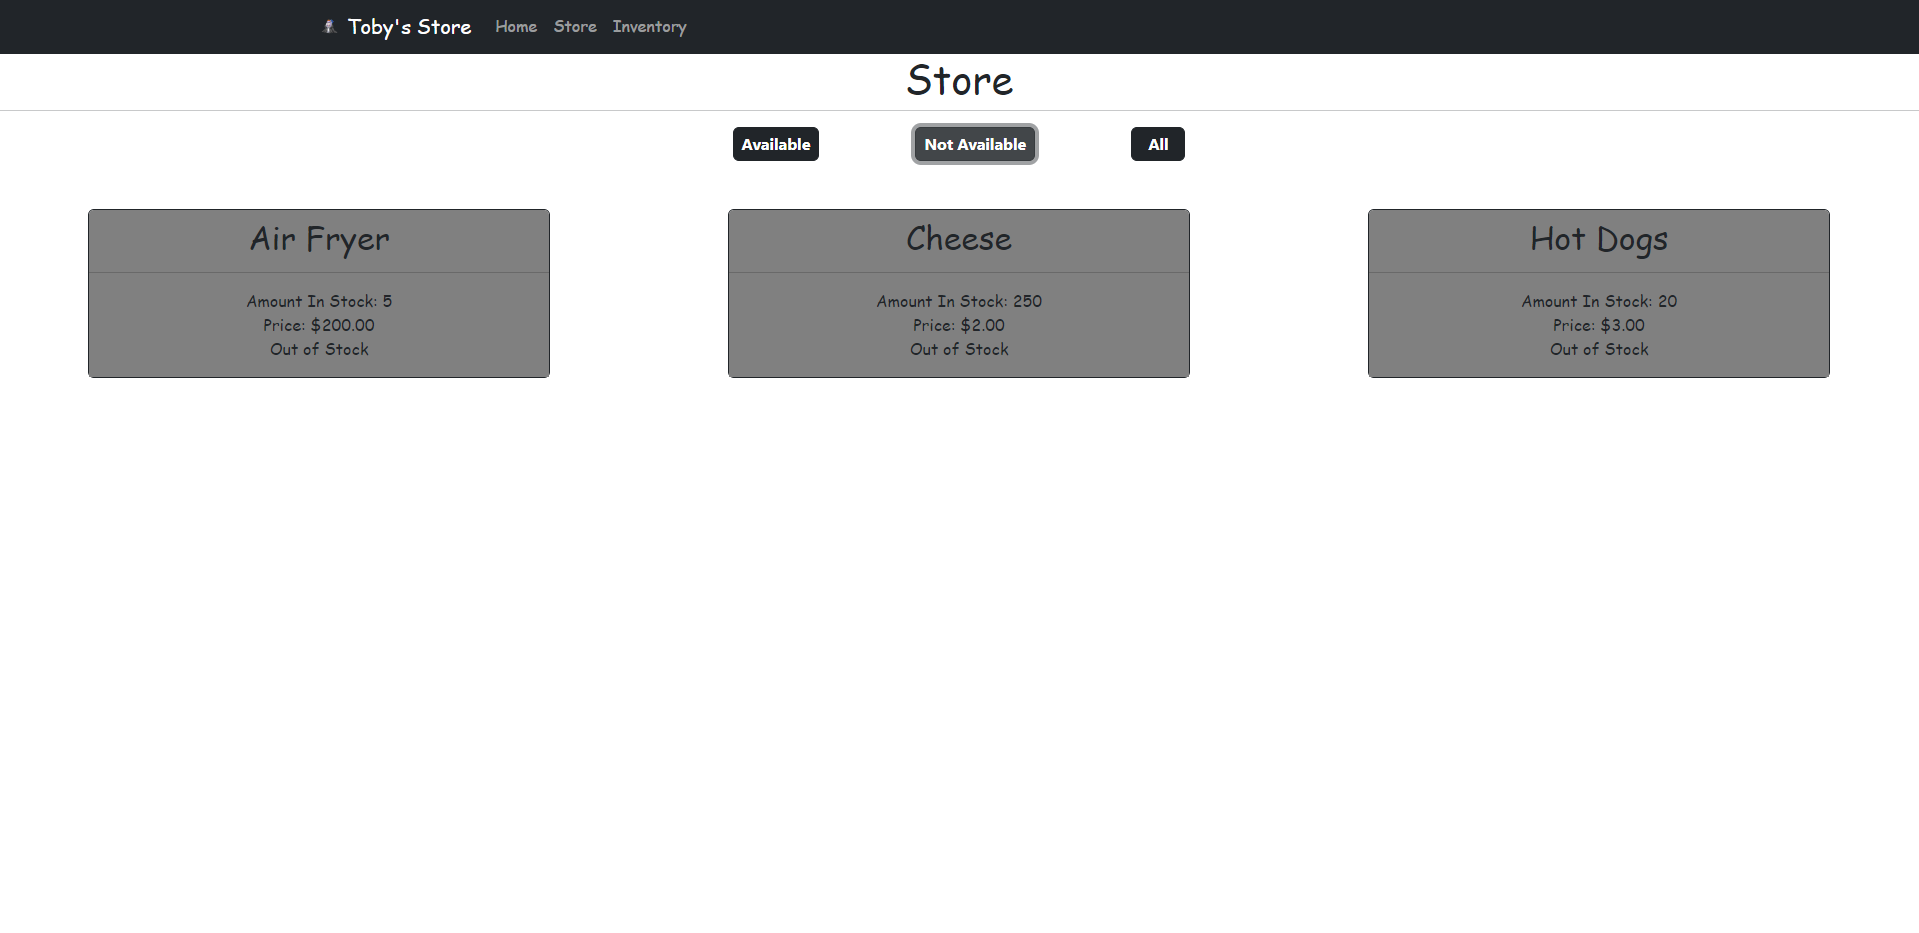 Toby's Store Home Store Inventory
Store
Available Not Available All
Air Fryer
Amount In Stock: 5
Price: $200.00
Out of Stock
Cheese
Amount In Stock: 250
Price: $2.00
Out of Stock
Hot Dogs
Amount In Stock: 20
Price: $3.00
Out of Stock